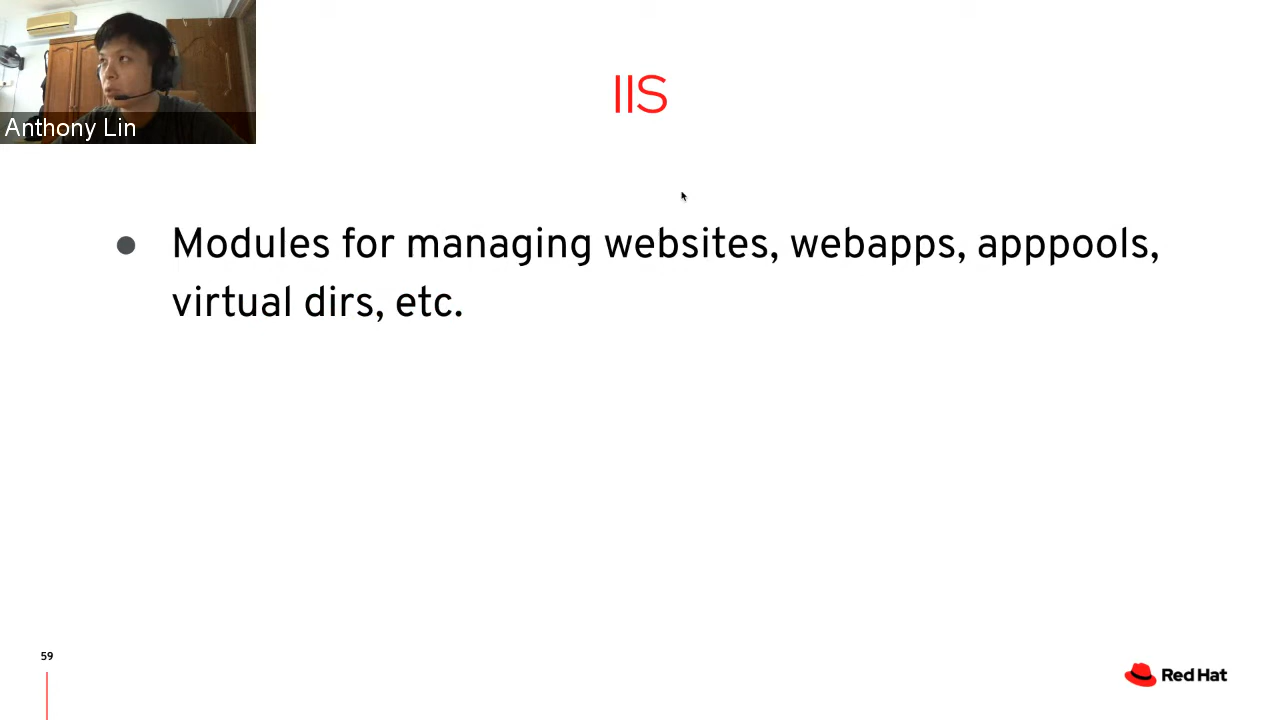 Anthony Lin
IIS
● Modules for managing websites, webapps, apppools,
virtual dirs, etc.
59
Red Hat